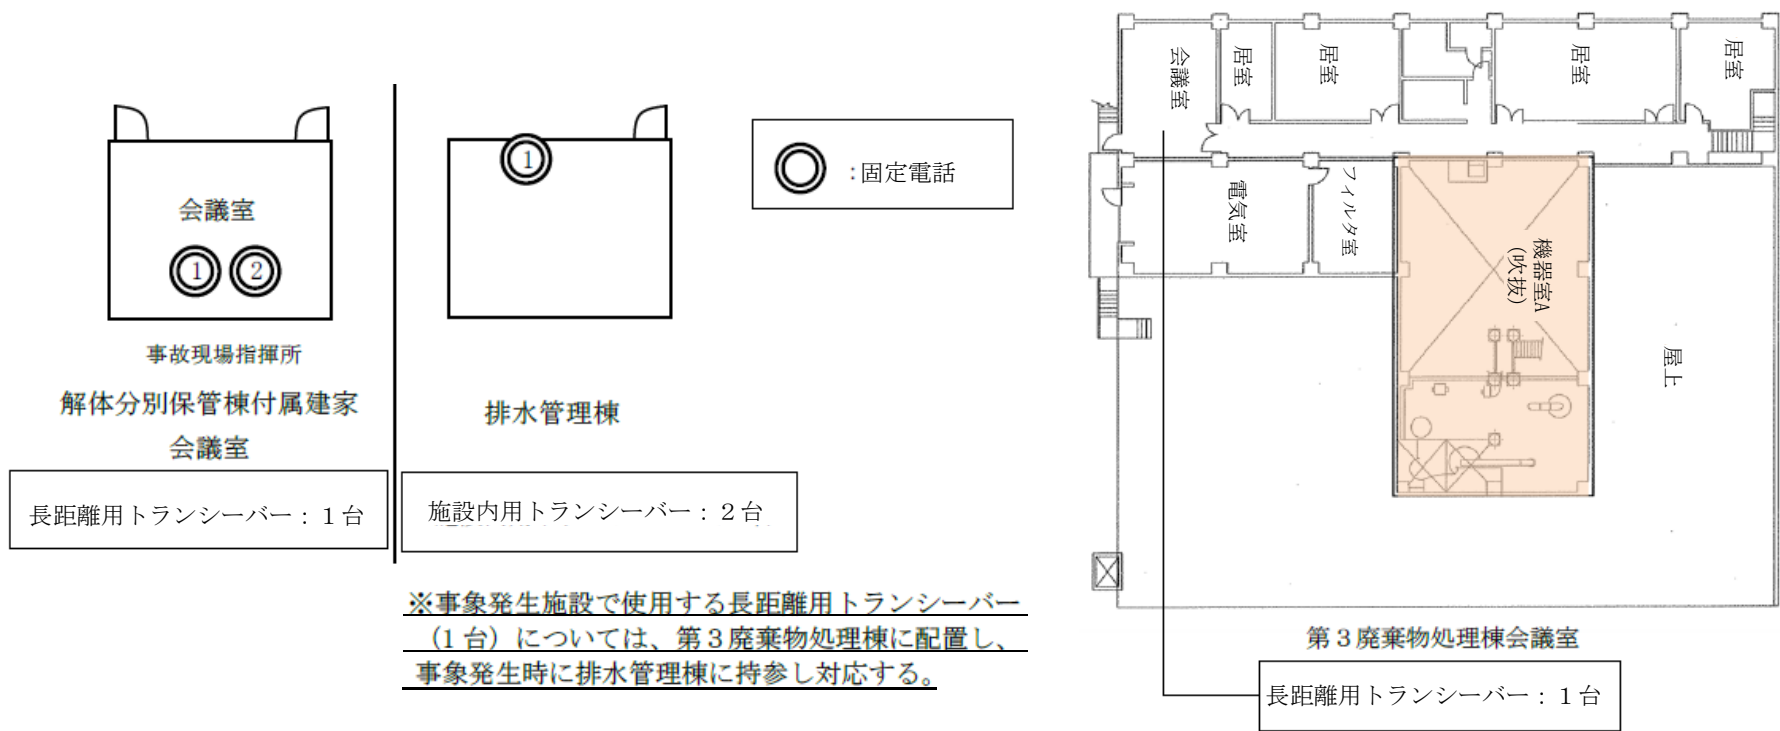 会議室
1
2
事故現場指揮所
解体分別保管棟付属建家
会議室
長距離用トランシーバー：１台
1
排水管理棟
施設内用トランシーバー：２台
：固定電話
※事象発生施設で使用する長距離用トランシーバー
（1台）については、第３廃棄物処理棟に配置し、
事象発生時に排水管理棟に持参し対応する。
会議室
居室
居室
居室
居室
電気室
フィルタ室
機器室A
（吹抜）
屋上
第３廃棄物処理棟会議室
長距離用トランシーバー：１台